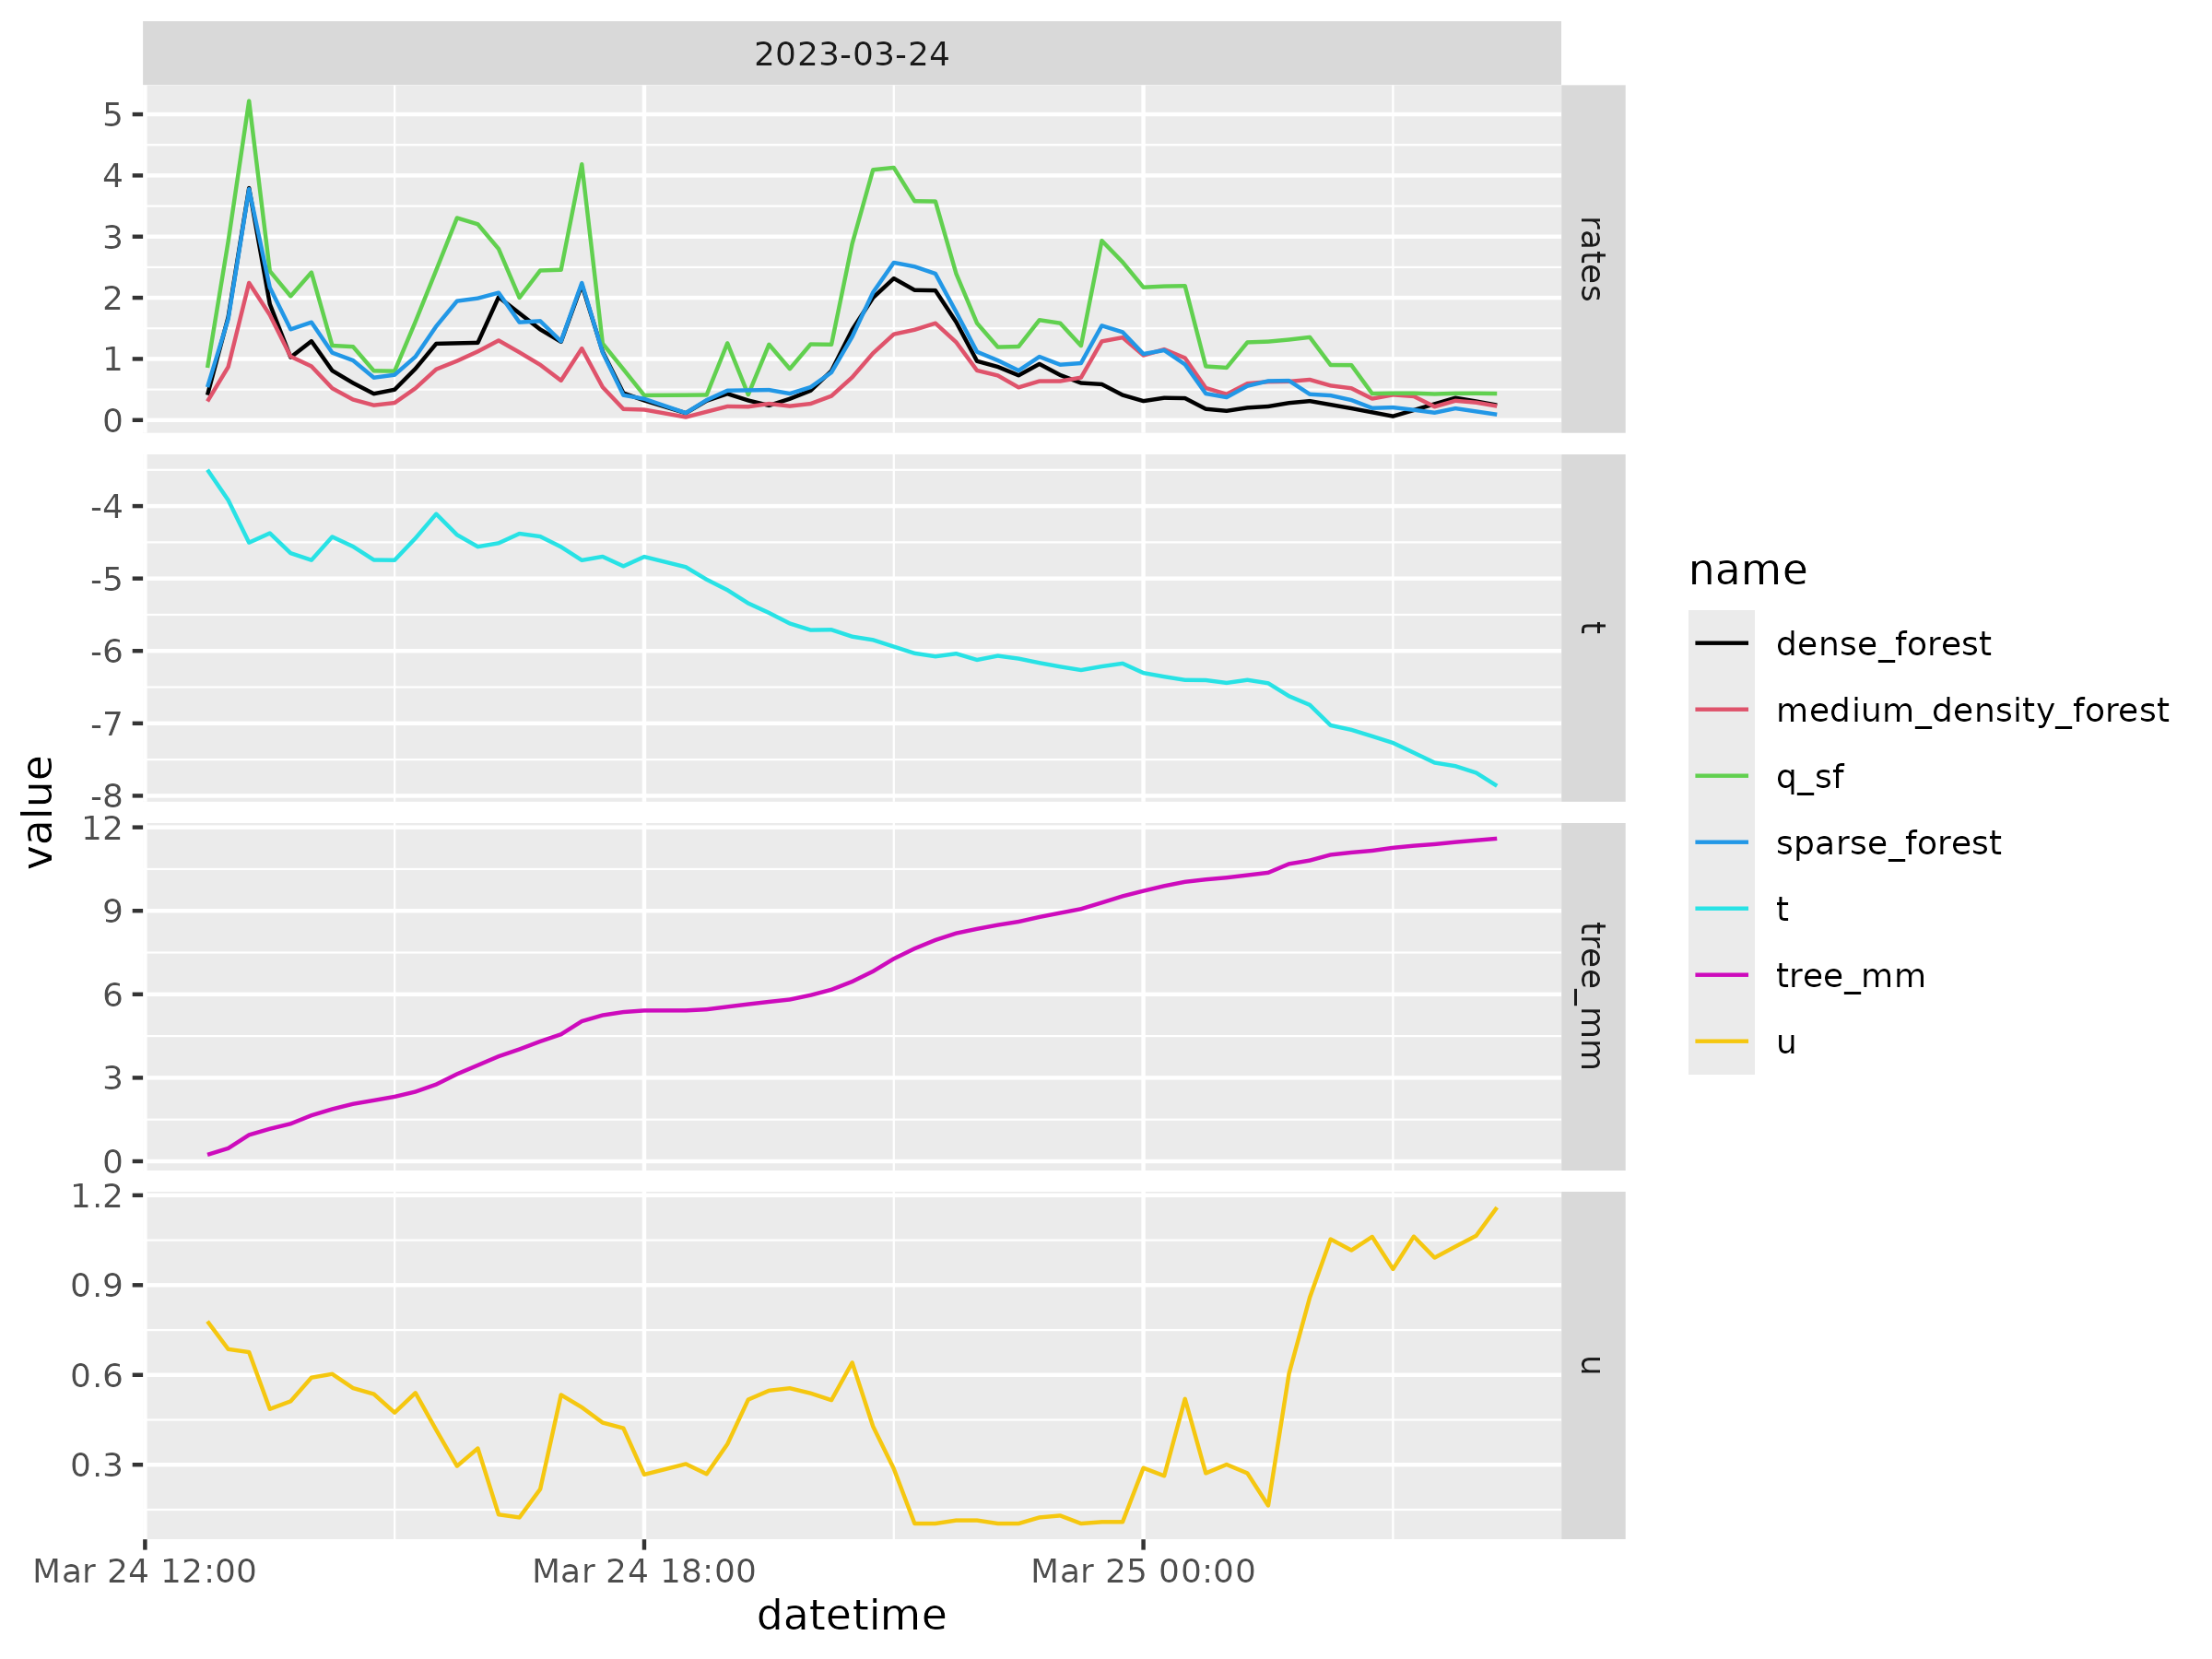 2023-03-24
5
4
3
2
1
0
rates
-4
-5
-6
-7
-8
t
12
9
6
3
0
tree_mm
1.2
0.9
0.6
0.3
u
Mar 24 12:00
Mar 24 18:00
Mar 25 00:00
datetime
value
name
dense_forest
medium_density_forest
q_sf
sparse_forest
t
tree_mm
u